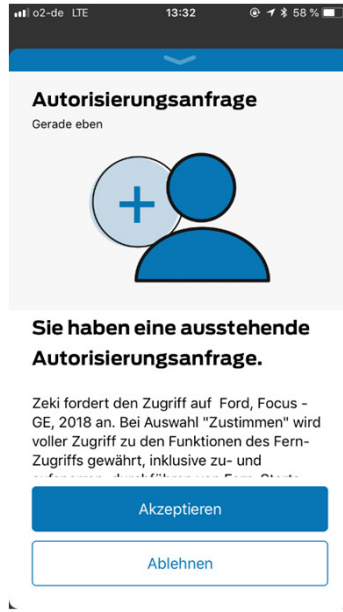 o2-de LTE 13:32 58 %
Autorisierungsanfrage
Gerade eben
Sie haben eine ausstehende
Autorisierungsanfrage.
Zeki fordert den Zugriff auf Ford, Focus -
GE, 2018 an. Bei Auswahl "Zustimmen" wird
voller Zugriff zu den Funktionen des Fern-
Zugriffs gewährt, inklusive zu- und
Akzeptieren
Ablehnen